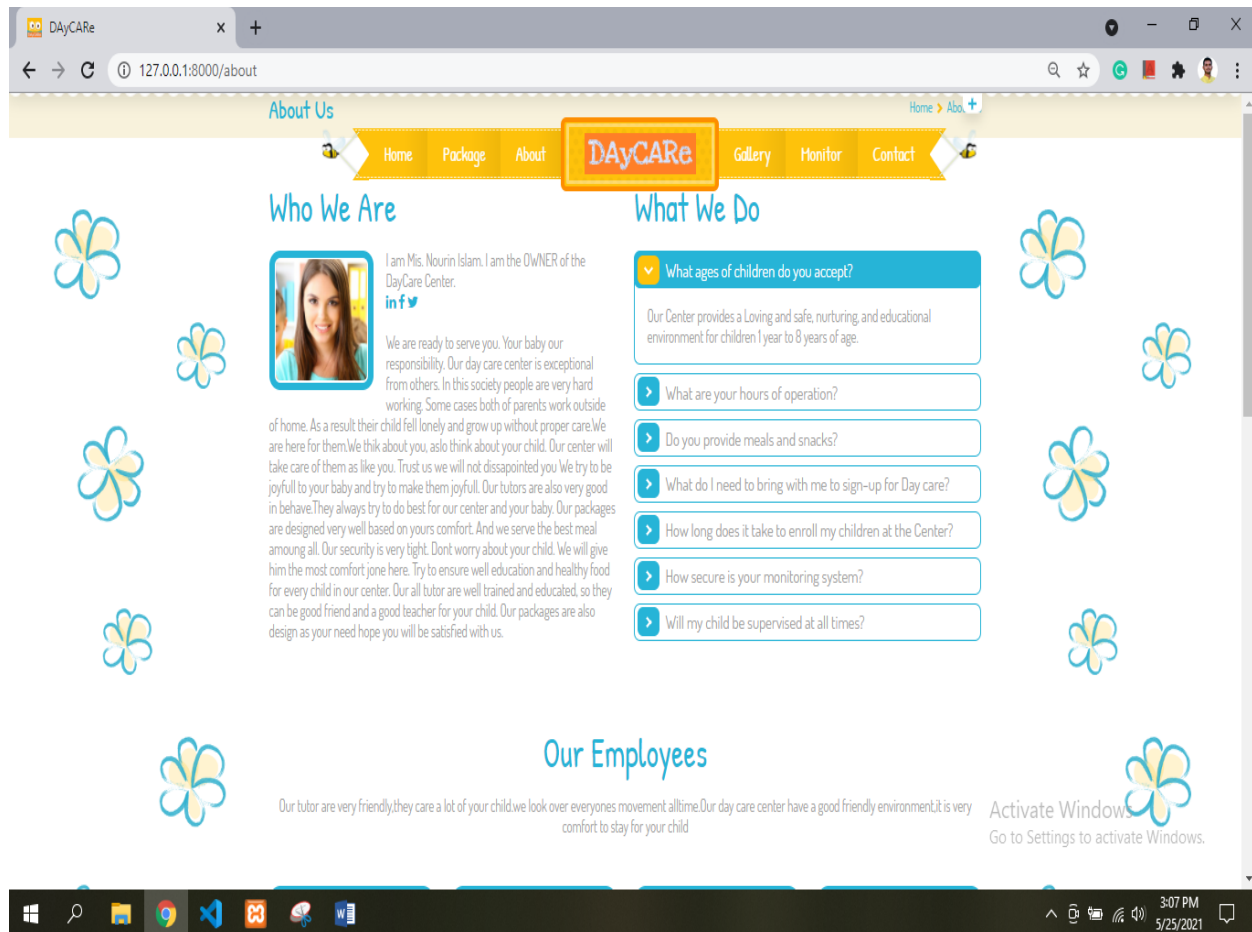 DAyCARe
127.0.0.1:8000/about
About Us
Home
Home Package About DAyCARe Gallery Monitor Contact
Who We Are
I am Mis. Nourin Islam. I am the OWNER of the
DayCare Center.
We are ready to serve you. Your baby our
responsibility. Our day care center is exceptional
from others. In this society people are very hard
working. Some cases both of parents work outside
of home. As a result their child fell lonely and grow up without proper care.We
are here for them.We thik about you, aslo think about your child. Our center will
take care of them as like you. Trust us we will not dissapointed you We try to be
joyfull to your baby and try to make them joyfull. Our tutors are also very good
in behave.They always try to do best for our center and your baby. Our packages
are designed very well based on yours comfort. And we serve the best meal
amoung all. Our security is very tight. Dont worry about your child. We will give
him the most comfort jone here. Try to ensure well education and healthy food
for every child in our center. Our all tutor are well trained and educated, so they
can be good friend and a good teacher for your child. Our packages are also
design as your need hope you will be satisfied with us.
What We Do
What ages of children do you accept?
Our Center provides a Loving and safe, nurturing, and educational
environment for children 1 year to 8 years of age.
What are your hours of operation?
Do you provide meals and snacks?
What do I need to bring with me to sign-up for Day care?
How long does it take to enroll my children at the Center?
How secure is your monitoring system?
Will my child be supervised at all times?
Our Employees
Our tutor are very friendly,they care a lot of your child.we look over everyones movement alltime.Our day care center have a good friendly environment,it is very
comfort to stay for your child
Activate Windows
Go to Settings to activate Windows.
3:07 PM
5/25/2021